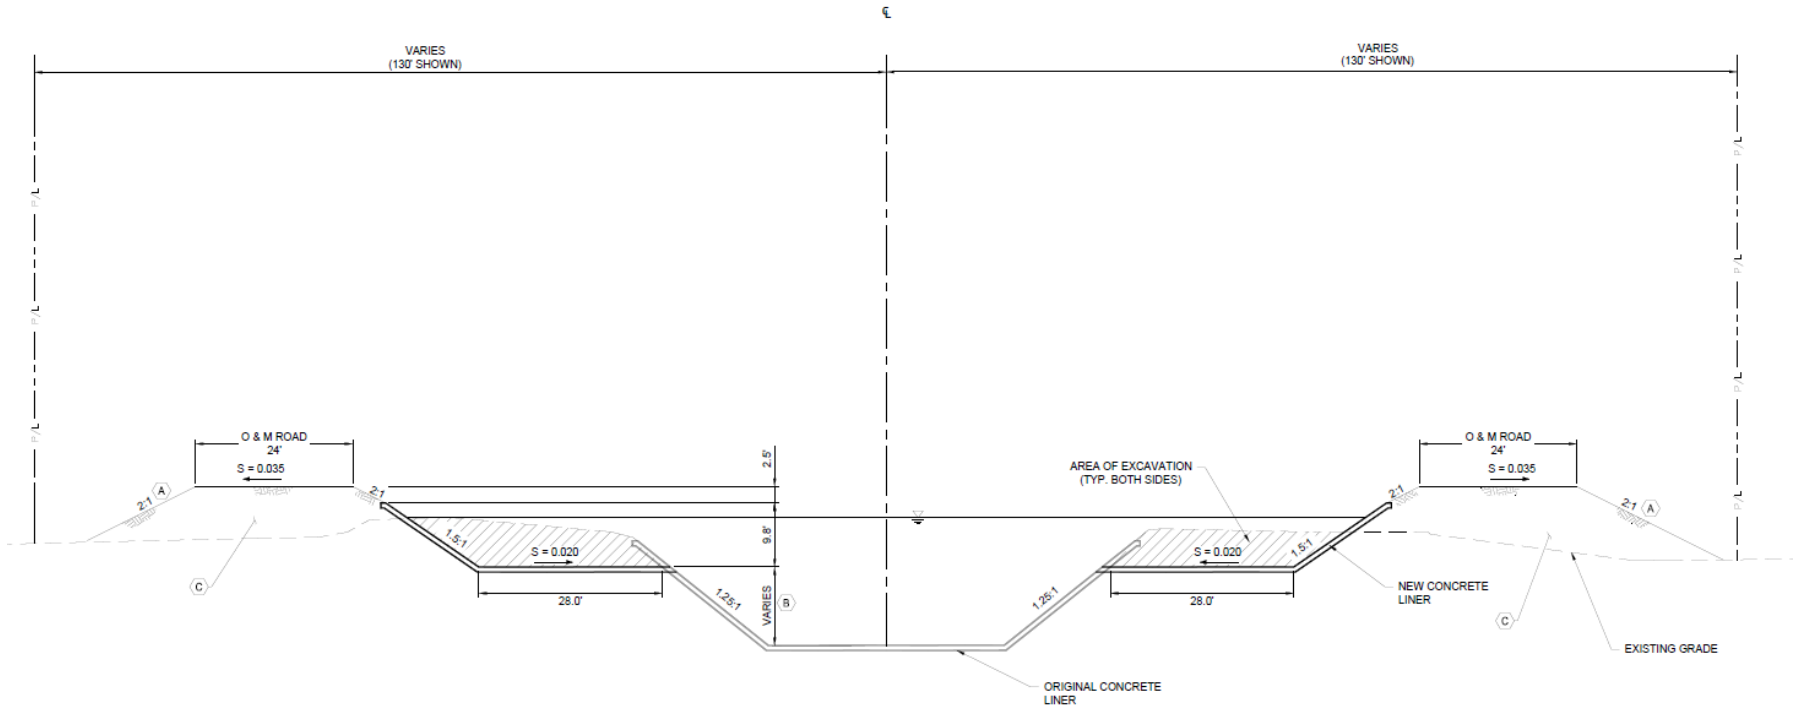 ℄
VARIES
(130' SHOWN)
VARIES
(130' SHOWN)
P/L
P/L
P/L
P/L
P/L
P/L
P/L
O & M ROAD
24'
S = 0.035
2:1
A
2:1
C
1.5:1
S = 0.020
28.0'
1.25:1
2.5'
9.8'
VARIES
B
1.25:1
AREA OF EXCAVATION
(TYP. BOTH SIDES)
S = 0.020
28.0'
1.5:1
O & M ROAD
24'
S = 0.035
2:1
2:1
A
NEW CONCRETE
LINER
C
EXISTING GRADE
ORIGINAL CONCRETE
LINER